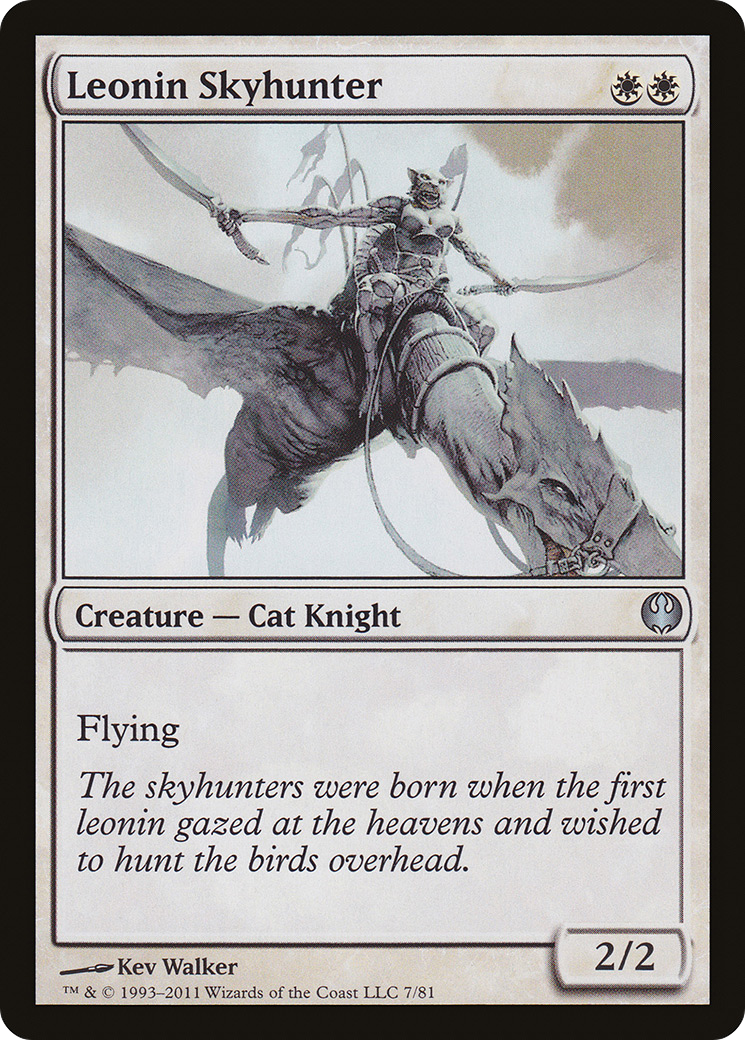 Leonin Skyhunter
Creature — Cat Knight
Flying
The skyhunters were born when the first
leonin gazed at the heavens and wished
to hunt the birds overhead.
2/2
Kev Walker
™ & © 1993–2011 Wizards of the Coast LLC 7/81